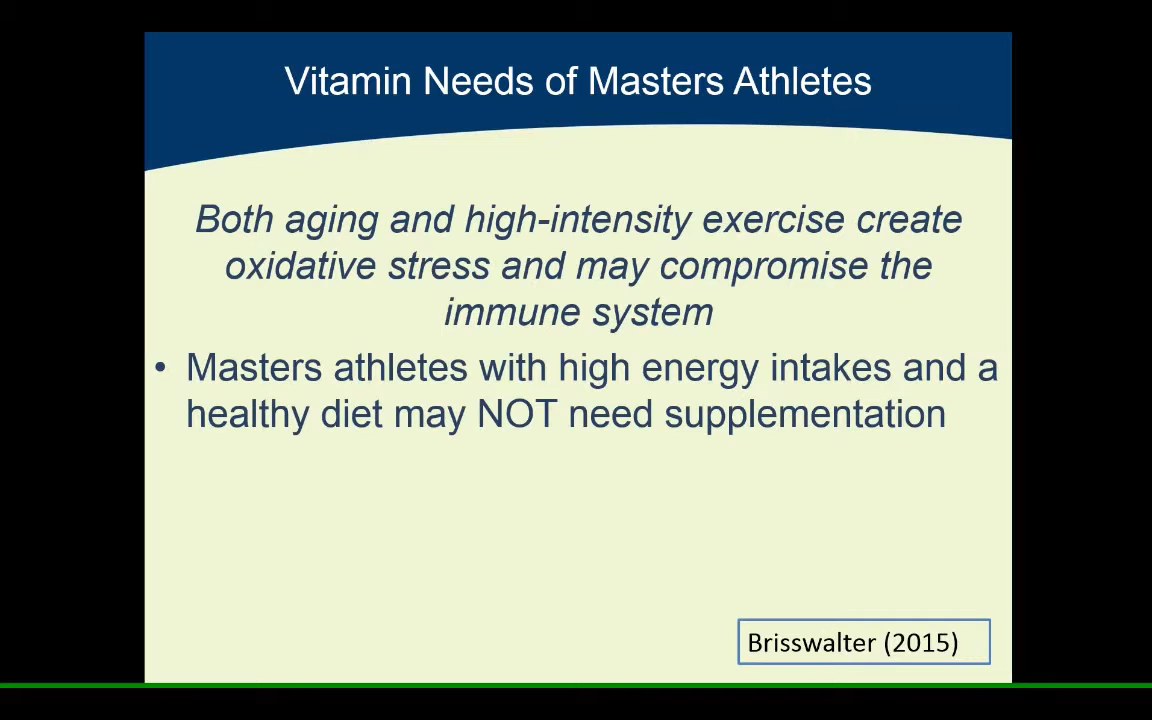 Vitamin Needs of Masters Athletes
Both aging and high-intensity exercise create
oxidative stress and may compromise the
immune system
• Masters athletes with high energy intakes and a
healthy diet may NOT need supplementation
Brisswalter (2015)